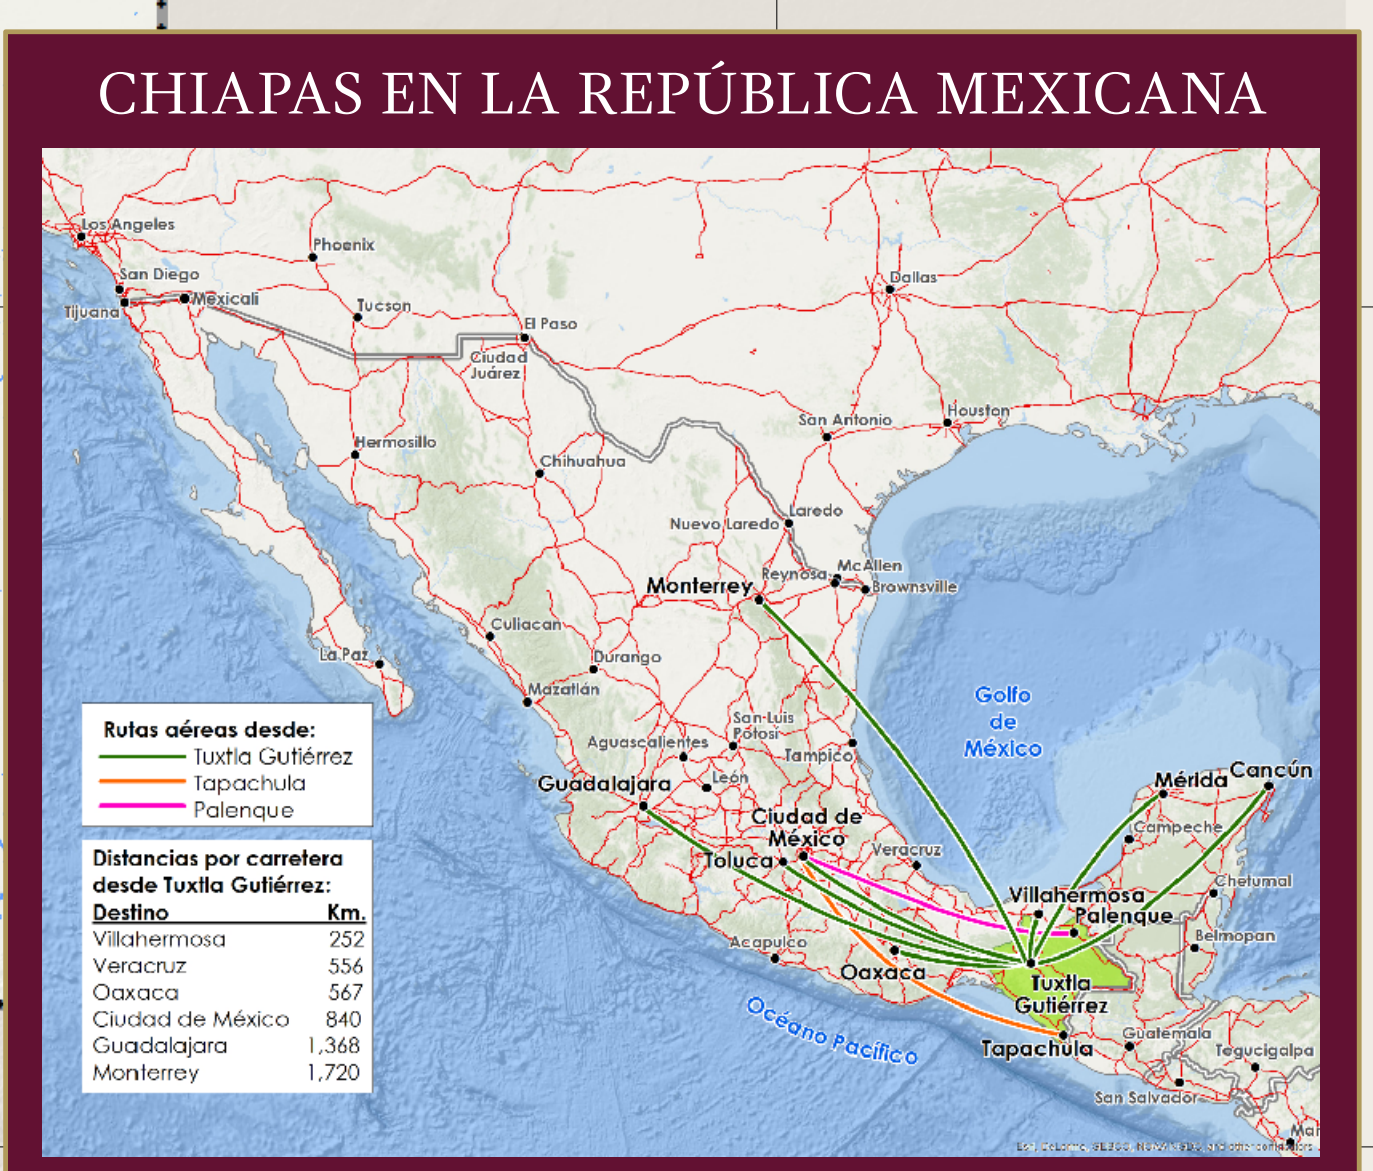 CHIAPAS EN LA REPÚBLICA MEXICANA
Los Angeles
Phoenix
San Diego
Mexicali
Tijuana
Tucson
El Paso
Ciudad
Juárez
Dallas
San Antonio
Houston
Hermosillo
Chihuahua
Laredo
Nuevo Laredo
McAllen
Reynosa
Brownsville
Monterrey
Culiacan
La Paz
Durango
Mazatlán
Golfo
de
México
San Luis
Potosí
Aguascalientes
Tampico
León
Guadalajara
Mérida
Cancún
Ciudad de
México
Campeche
Toluca
Veracruz
Chetumal
Villahermosa
Palenque
Belmopan
Acapulco
Oaxaca
Tuxtla
Gutiérrez
Océano Pacífico
Tapachula
Guatemala
Tegucigalpa
San Salvador
Mar
Rutas aéreas desde:
Tuxtla Gutiérrez
Tapachula
Palenque
Distancias por carretera
desde Tuxtla Gutiérrez:
Destino Km.
Villahermosa 252
Veracruz 556
Oaxaca 567
Ciudad de México 840
Guadalajara 1,368
Monterrey 1,720
and other contributors